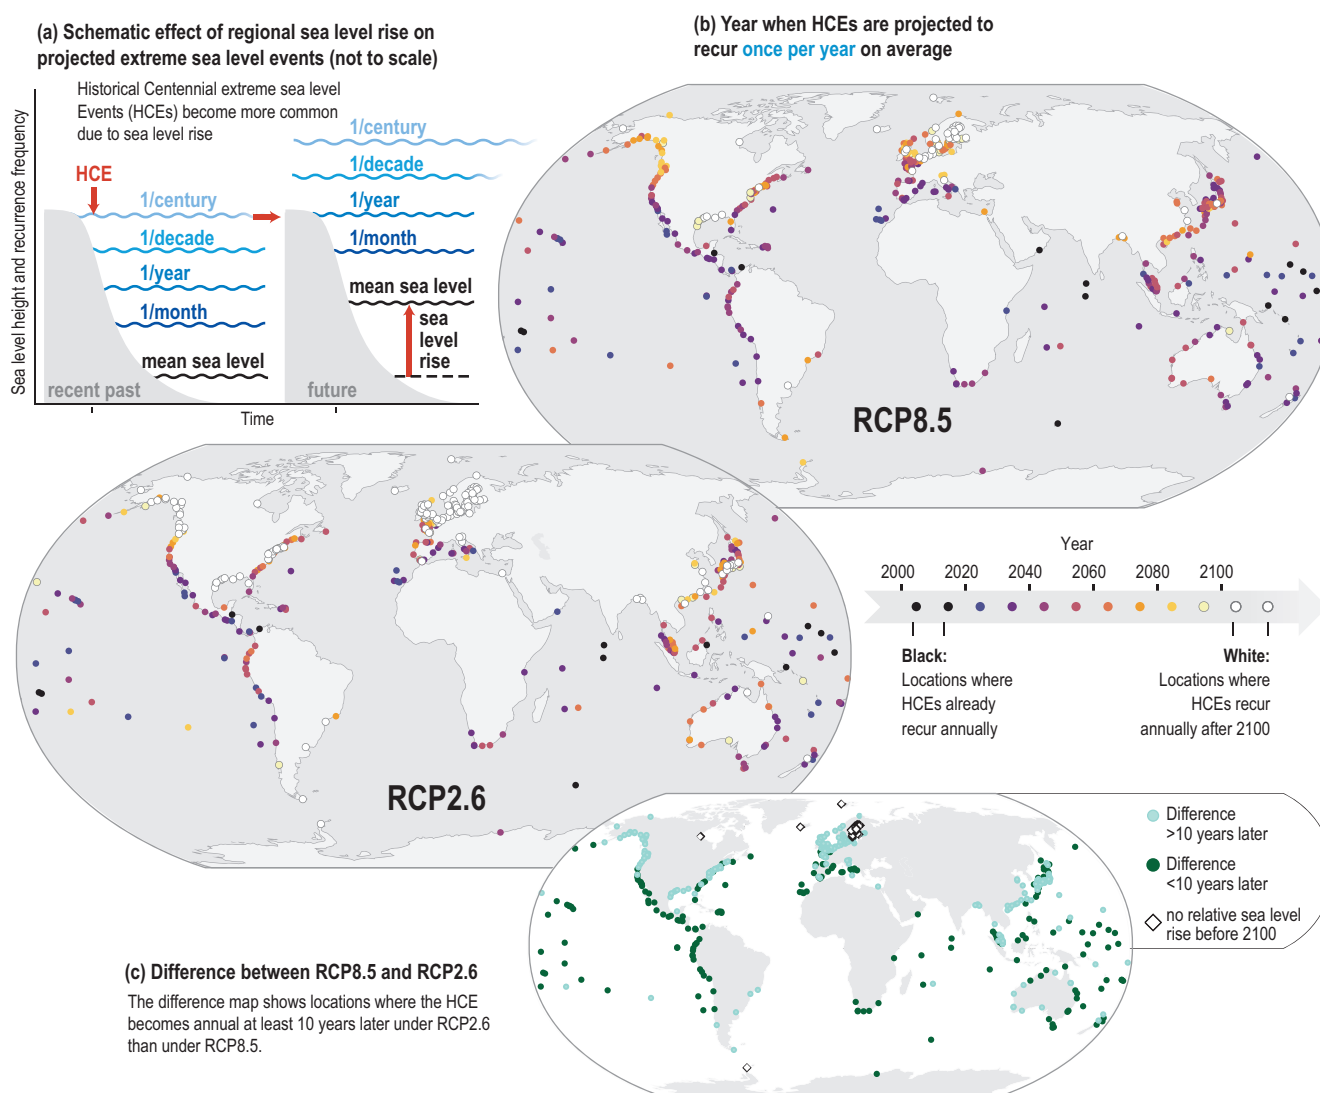 (a) Schematic effect of regional sea level rise on
projected extreme sea level events (not to scale)
Historical Centennial extreme sea level
Events (HCEs) become more common
due to sea level rise
Sea level height and recurrence frequency
HCE
1/century
1/decade
1/year
1/month
mean sea level
recent past
1/century
1/decade
1/year
1/month
mean sea level
sea
level
rise
future
Time
(b) Year when HCEs are projected to
recur once per year on average
RCP8.5
RCP2.6
Year
2000 2020 2040 2060 2080 2100
Black:
Locations where
HCEs already
recur annually
White:
Locations where
HCEs recur
annually after 2100
(c) Difference between RCP8.5 and RCP2.6
The difference map shows locations where the HCE
becomes annual at least 10 years later under RCP2.6
than under RCP8.5.
Difference
>10 years later
Difference
<10 years later
no relative sea level
rise before 2100